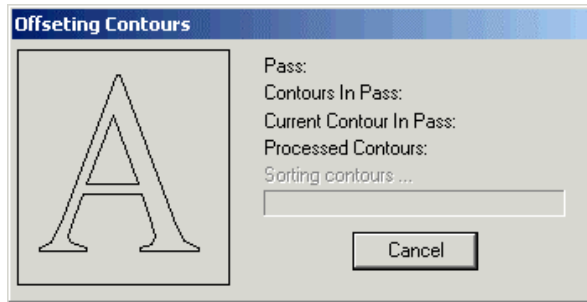 Offseting Contours
A
Pass:
Contours In Pass:
Current Contour In Pass:
Processed Contours:
Sorting contours ...
Cancel